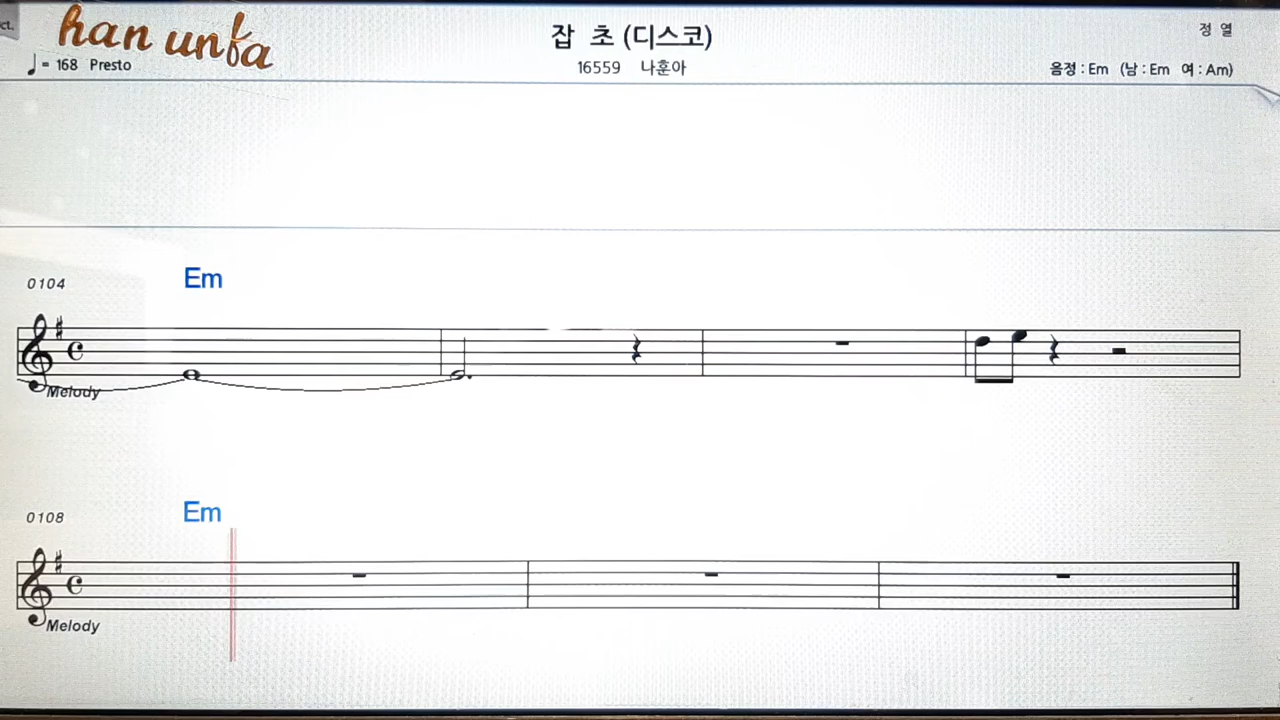 ct.
han unfa
잡 초 (디스코)
정 열
♩ = 168 Presto
16559 나훈아
음정 : Em (남 : Em 여 : Am)
0104
Em
Melody
0108
Em
Melody